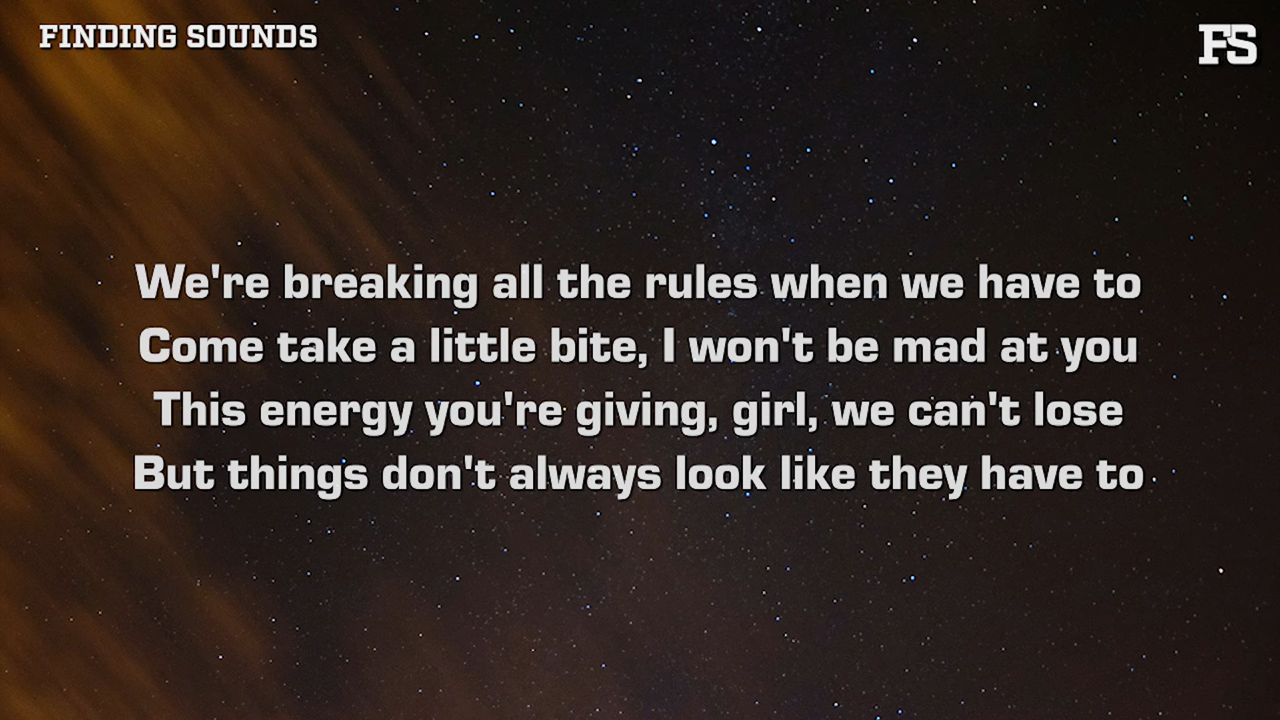 FINDING SOUNDS
FS
We're breaking all the rules when we have to
Come take a little bite, I won't be mad at you
This energy you're giving, girl, we can't lose
But things don't always look like they have to